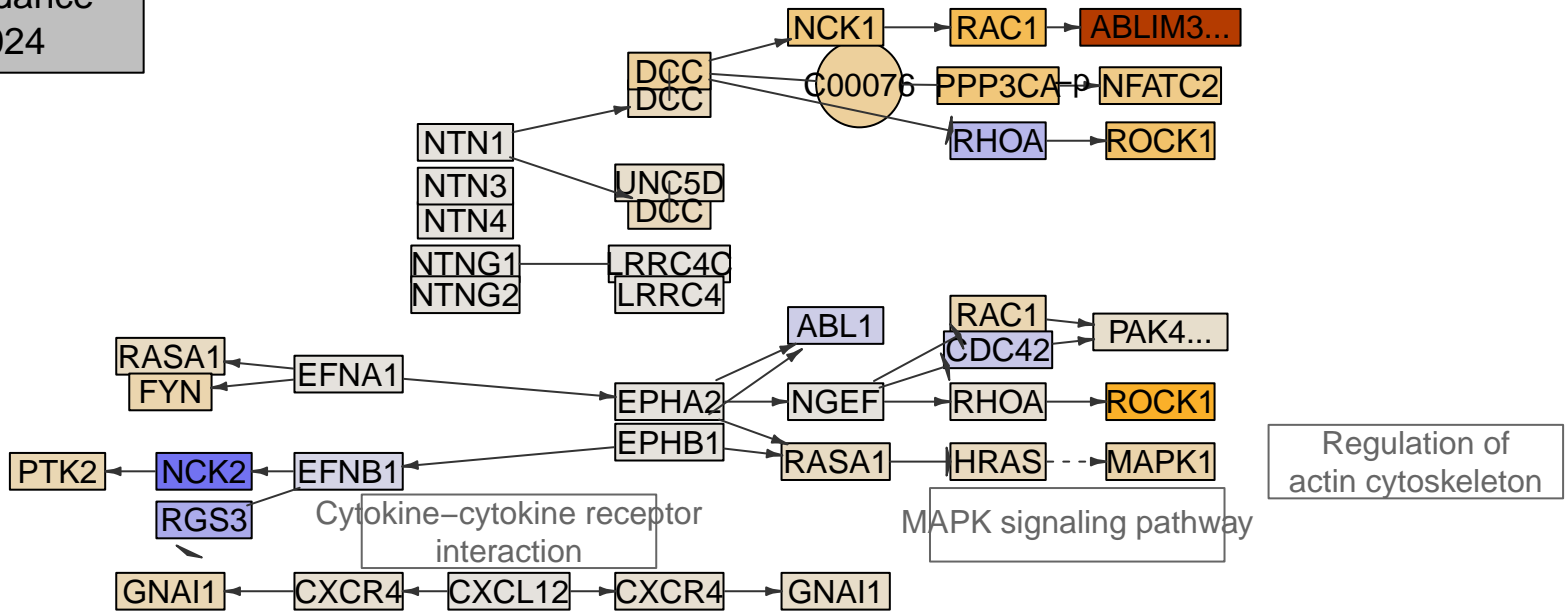 dance
024
NCK1
RAC1
ABLIM3...
DCC
DCC
C00076
PPP3CA
–p
NFATC2
RHOA
ROCK1
NTN1
NTN3
NTN4
UNC5D
DCC
NTNG1
NTNG2
LRRC4C
LRRC4
ABL1
RAC1
CDC42
PAK4...
RASA1
FYN
EFNA1
EPHA2
NGEF
RHOA
ROCK1
EPHB1
RASA1
HRAS
MAPK1
PTK2
NCK2
EFNB1
RGS3
Regulation of
actin cytoskeleton
Cytokine–cytokine receptor
interaction
MAPK signaling pathway
GNAI1
CXCR4
CXCL12
CXCR4
GNAI1